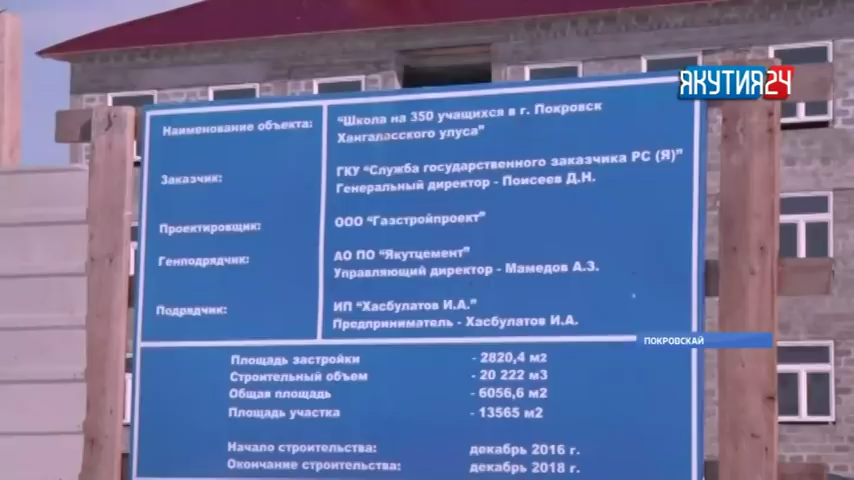 ЯКУТИЯ24
Наименование объекта:
"Школа на 350 учащихся в г. Покровск
Хангаласского улуса"
Заказчик:
ГКУ "Служба государственного заказчика РС (Я)"
Генеральный директор - Поисеев Д.Н.
Проектировщик:
ООО "Газстройпроект"
Генподрядчик:
АО ПО "Якутцемент"
Управляющий директор - Мамедов А.З.
Подрядчик:
ИП "Хасбулатов И.А."
Предприниматель - Хасбулатов И.А.
ПОКРОВСКАЙ
Площадь застройки - 2820,4 м2
Строительный объем - 20 222 м3
Общая площадь - 6056,6 м2
Площадь участка - 13565 м2
Начало строительства: декабрь 2016 г.
Окончание строительства: декабрь 2018 г.